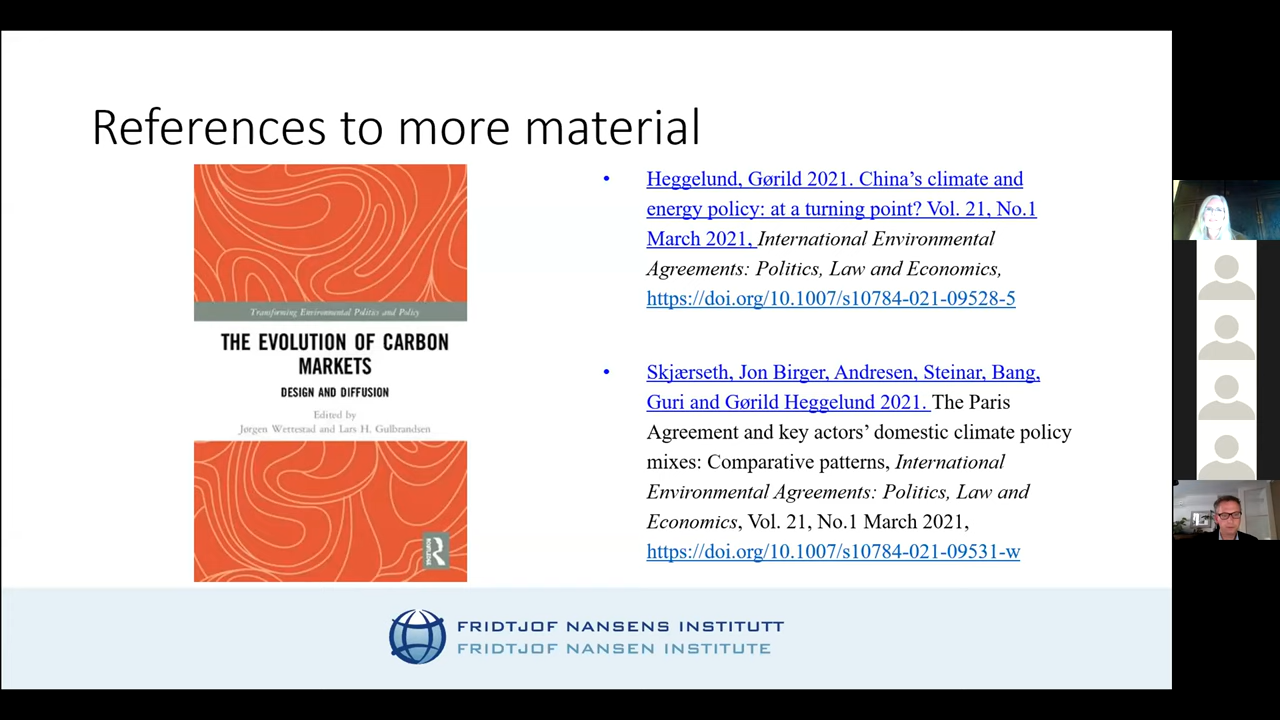 References to more material
Transforming Environmental Politics and Policy
THE EVOLUTION OF CARBON
MARKETS
DESIGN AND DIFFUSION
Edited by
Jørgen Wettestad and Lars H. Gulbrandsen
ROUTLEDGE
• Heggelund, Gørild 2021. China’s climate and
energy policy: at a turning point? Vol. 21, No.1
March 2021, International Environmental
Agreements: Politics, Law and Economics,
https://doi.org/10.1007/s10784-021-09528-5
• Skjærseth, Jon Birger, Andresen, Steinar, Bang,
Guri and Gørild Heggelund 2021. The Paris
Agreement and key actors’ domestic climate policy
mixes: Comparative patterns, International
Environmental Agreements: Politics, Law and
Economics, Vol. 21, No.1 March 2021,
https://doi.org/10.1007/s10784-021-09531-w
FRIDTJOF NANSENS INSTITUTT
FRIDTJOF NANSEN INSTITUTE